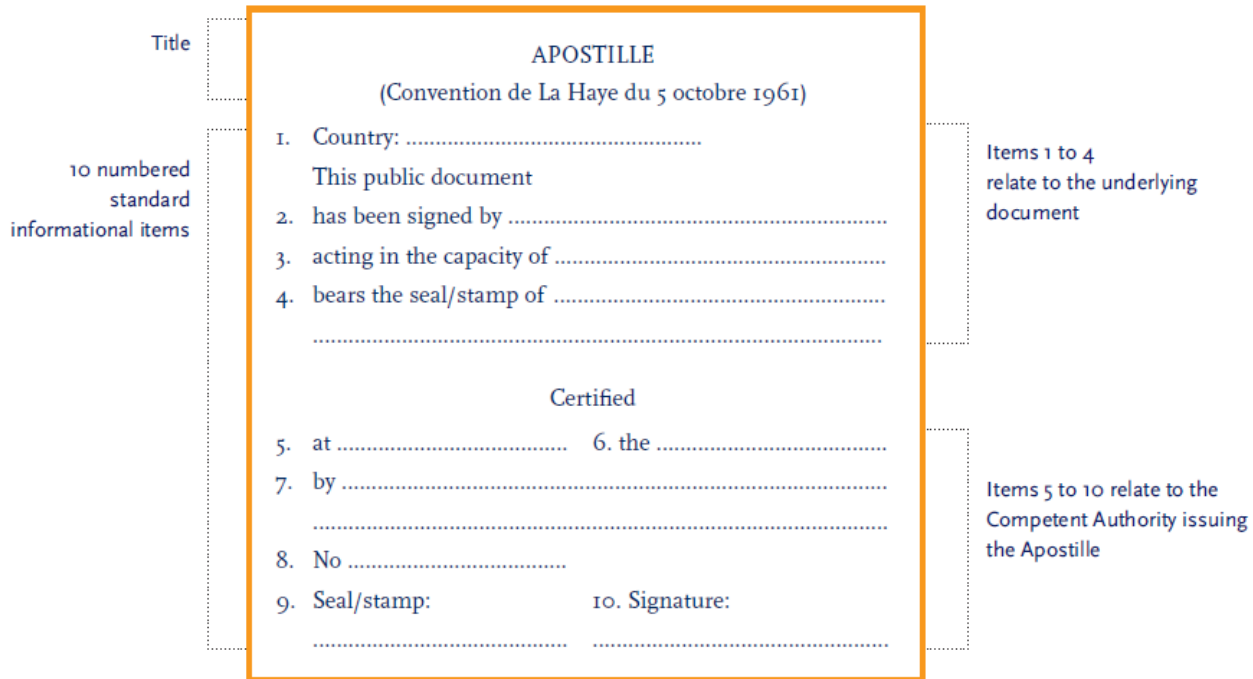 Title
APOSTILLE
(Convention de La Haye du 5 octobre 1961)
10 numbered
standard
informational items
1. Country: .................................................
This public document
2. has been signed by ...............................................................
3. acting in the capacity of .......................................................
4. bears the seal/stamp of .......................................................
...............................................................................................
Items 1 to 4
relate to the underlying
document
Certified
5. at ....................................... 6. the .......................................
7. by ...........................................................................................
................................................................................................
8. No .....................................
9. Seal/stamp: 10. Signature:
........................................... .................................................
Items 5 to 10 relate to the
Competent Authority issuing
the Apostille